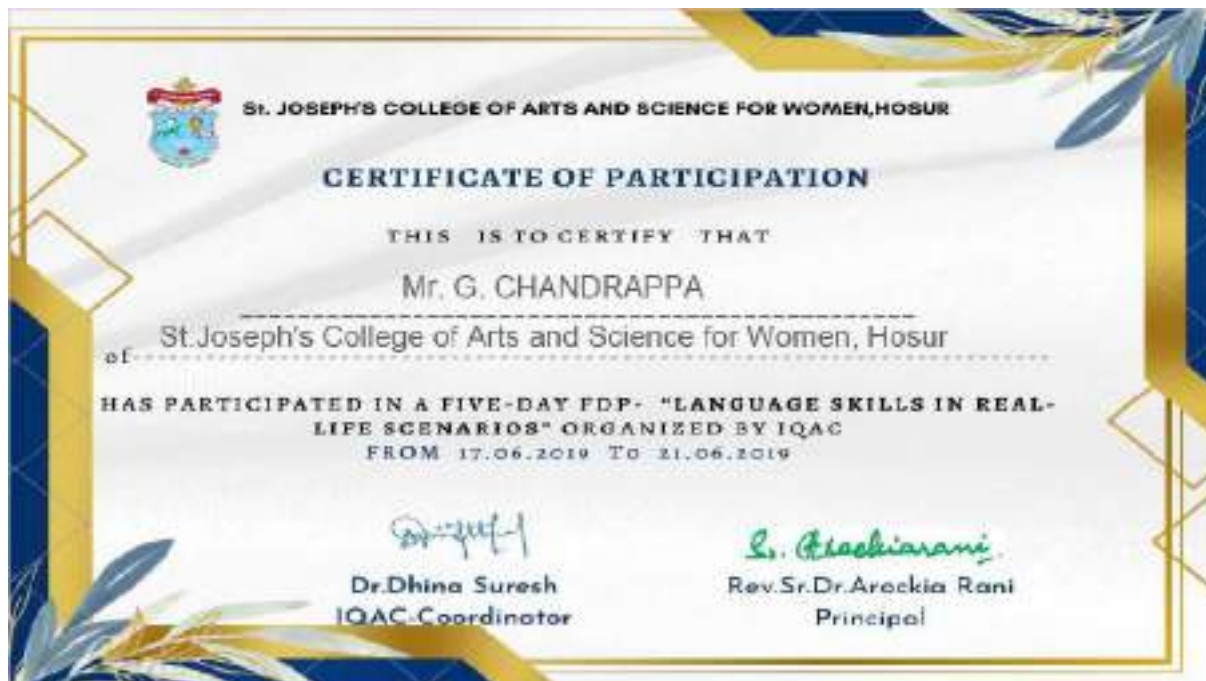 St. JOSEPH'S COLLEGE OF ARTS AND SCIENCE FOR WOMEN,HOSUR
CERTIFICATE OF PARTICIPATION
THIS IS TO CERTIFY THAT
Mr. G. CHANDRAPPA
of St.Joseph's College of Arts and Science for Women, Hosur
HAS PARTICIPATED IN A FIVE-DAY FDP- "LANGUAGE SKILLS IN REAL-
LIFE SCENARIOS" ORGANIZED BY IQAC
FROM 17.06.2019 To 21.06.2019
Sr. Arockiarani
Dr.Dhina Suresh
Rev.Sr.Dr.Arockia Rani
IQAC-Coordinator
Principal